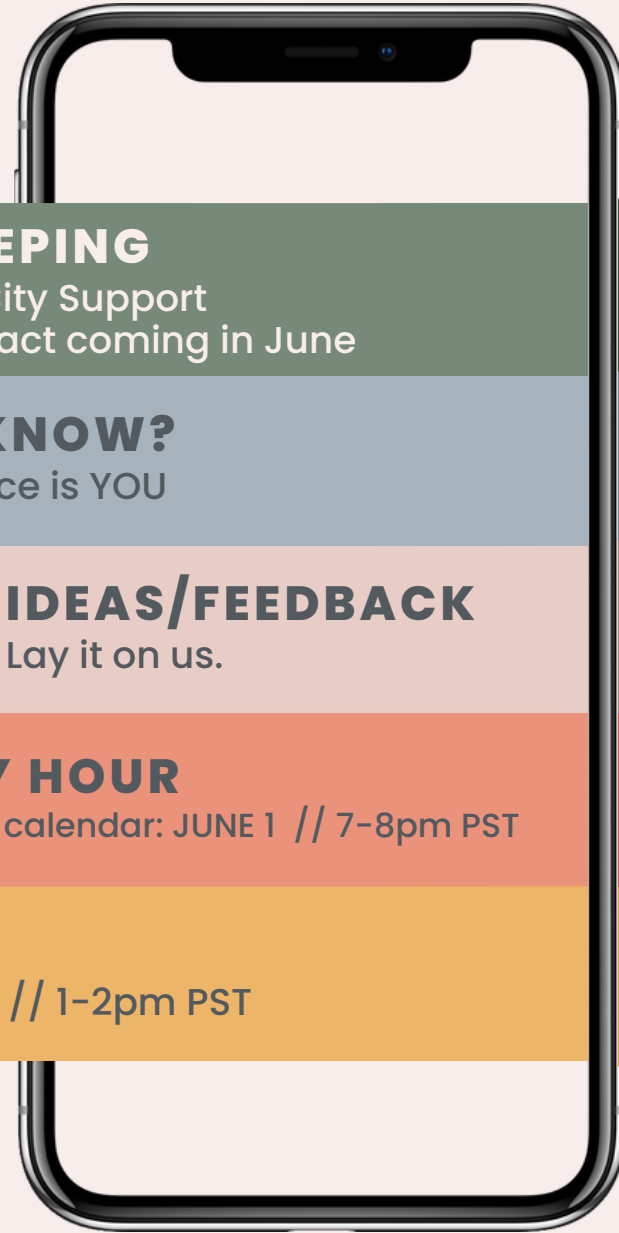 EPING
ity Support
act coming in June
KNOW?
ce is YOU
IDEAS/FEEDBACK
Lay it on us.
Y HOUR
calendar: JUNE 1 // 7-8pm PST
// 1-2pm PST